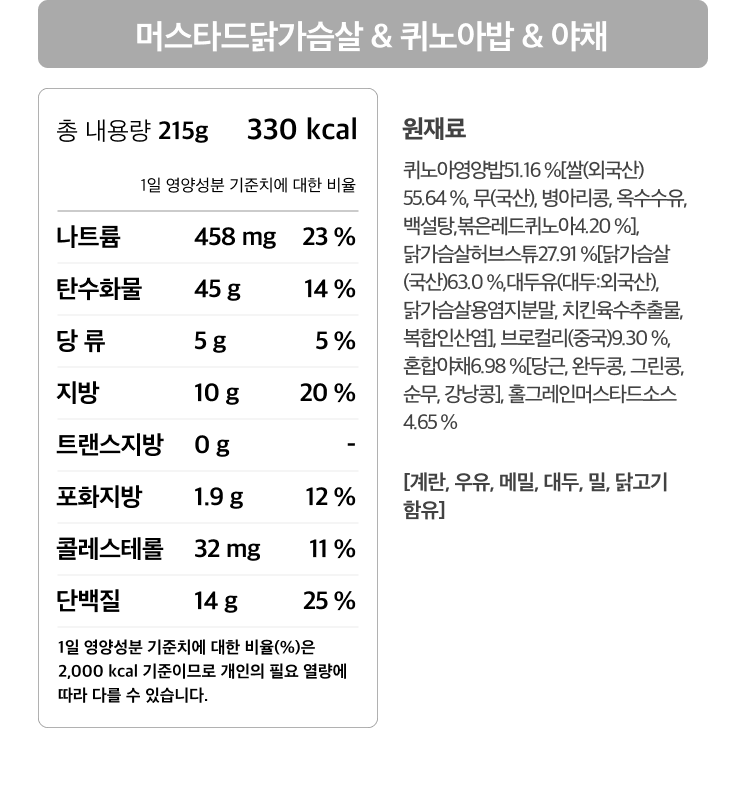 머스타드닭가슴살 & 퀴노아밥 & 야채
총 내용량 215g 330 kcal
1일 영양성분 기준치에 대한 비율
나트륨 458 mg 23 %
탄수화물 45 g 14 %
당 류 5 g 5 %
지방 10 g 20 %
트랜스지방 0 g -
포화지방 1.9 g 12 %
콜레스테롤 32 mg 11 %
단백질 14 g 25 %
1일 영양성분 기준치에 대한 비율(%)은
2,000 kcal 기준이므로 개인의 필요 열량에
따라 다를 수 있습니다.
원재료
퀴노아영양밥51.16 %[쌀(외국산)
55.64 %, 무(국산), 병아리콩, 옥수수유,
백설탕,볶은레드퀴노아4.20 %],
닭가슴살허브스튜27.91 %[닭가슴살
(국산)63.0 %,대두유(대두:외국산),
닭가슴살용염지분말, 치킨육수추출물,
복합인산염], 브로컬리(중국)9.30 %,
혼합야채6.98 %[당근, 완두콩, 그린콩,
순무, 강낭콩], 홀그레인머스타드소스
4.65 %
[계란, 우유, 메밀, 대두, 밀, 닭고기
함유]